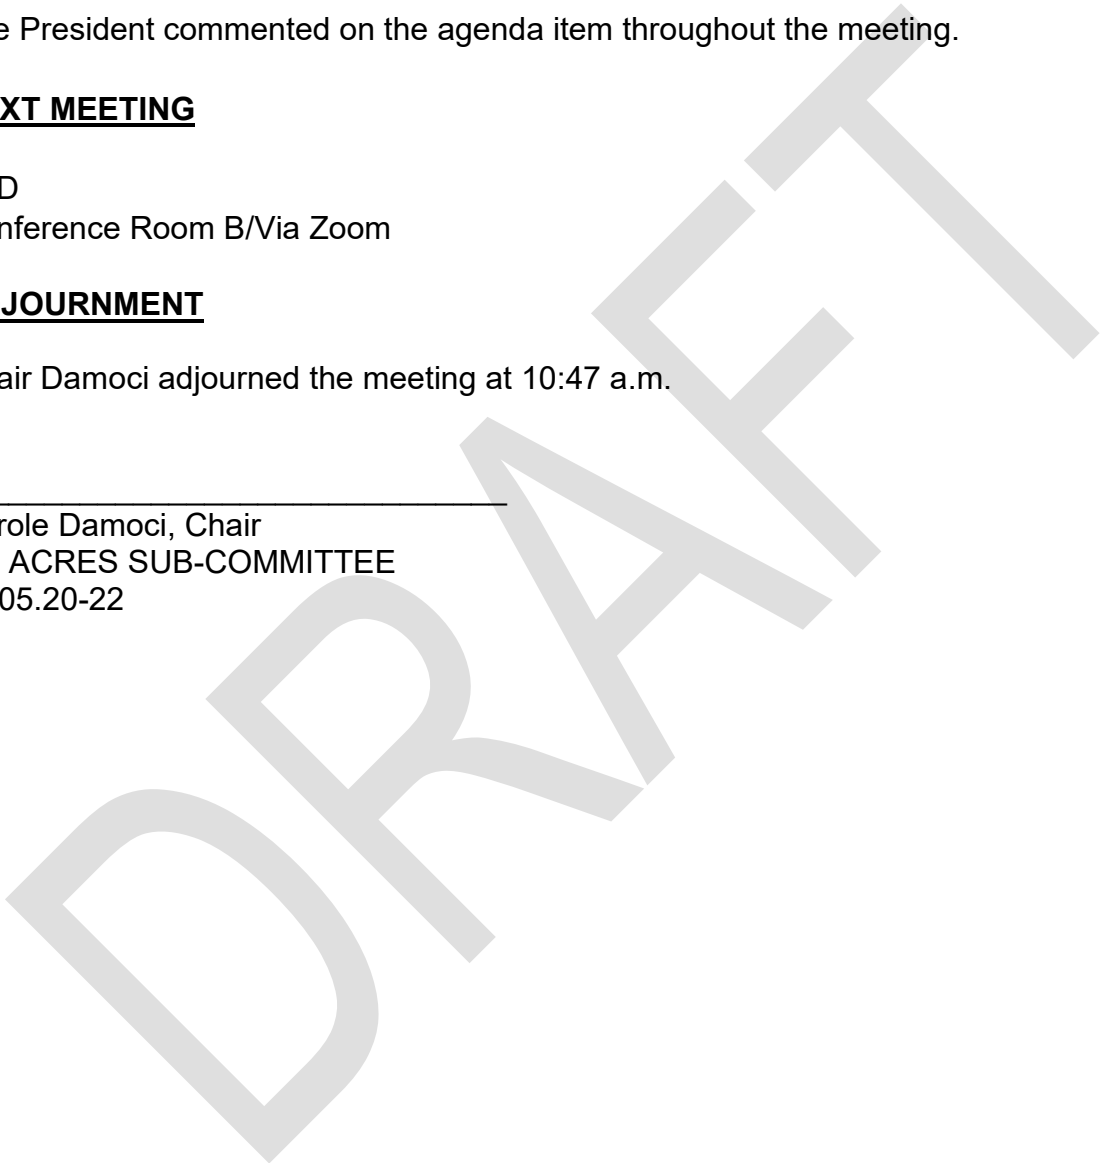 e President commented on the agenda item throughout the meeting.
XT MEETING
D
nference Room B/Via Zoom
JOURNMENT
air Damoci adjourned the meeting at 10:47 a.m.
role Damoci, Chair
ACRES SUB-COMMITTEE
05.20-22
DRAFT